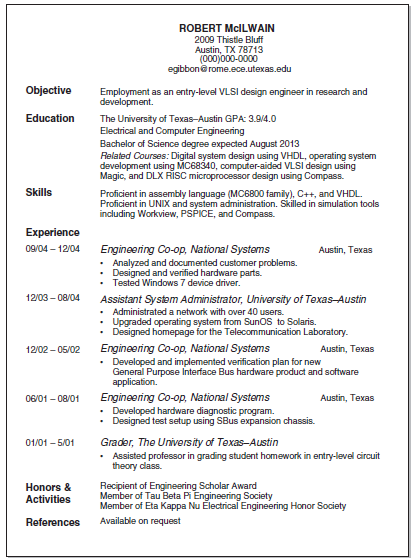 ROBERT McILWAIN
2009 Thistle Bluff
Austin, TX 78713
(000)000-0000
egibbon@rome.ece.utexas.edu
Objective Employment as an entry-level VLSI design engineer in research and
development.
Education The University of Texas–Austin GPA: 3.9/4.0
Electrical and Computer Engineering
Bachelor of Science degree expected August 2013
Related Courses: Digital system design using VHDL, operating system
development using MC68340, computer-aided VLSI design using
Magic, and DLX RISC microprocessor design using Compass.
Skills Proficient in assembly language (MC6800 family), C++, and VHDL.
Proficient in UNIX and system administration. Skilled in simulation tools
including Workview, PSPICE, and Compass.
Experience
09/04 – 12/04 Engineering Co-op, National Systems Austin, Texas
• Analyzed and documented customer problems.
• Designed and verified hardware parts.
• Tested Windows 7 device driver.
12/03 – 08/04 Assistant System Administrator, University of Texas–Austin
• Administrated a network with over 40 users.
• Upgraded operating system from SunOS to Solaris.
• Designed homepage for the Telecommunication Laboratory.
12/02 – 05/02 Engineering Co-op, National Systems Austin, Texas
• Developed and implemented verification plan for new
General Purpose Interface Bus hardware product and software
application.
06/01 – 08/01 Engineering Co-op, National Systems Austin, Texas
• Developed hardware diagnostic program.
• Designed test setup using SBus expansion chassis.
01/01 – 5/01 Grader, The University of Texas–Austin
• Assisted professor in grading student homework in entry-level circuit
theory class.
Honors & Recipient of Engineering Scholar Award
Activities Member of Tau Beta Pi Engineering Society
Member of Eta Kappa Nu Electrical Engineering Honor Society
References Available on request